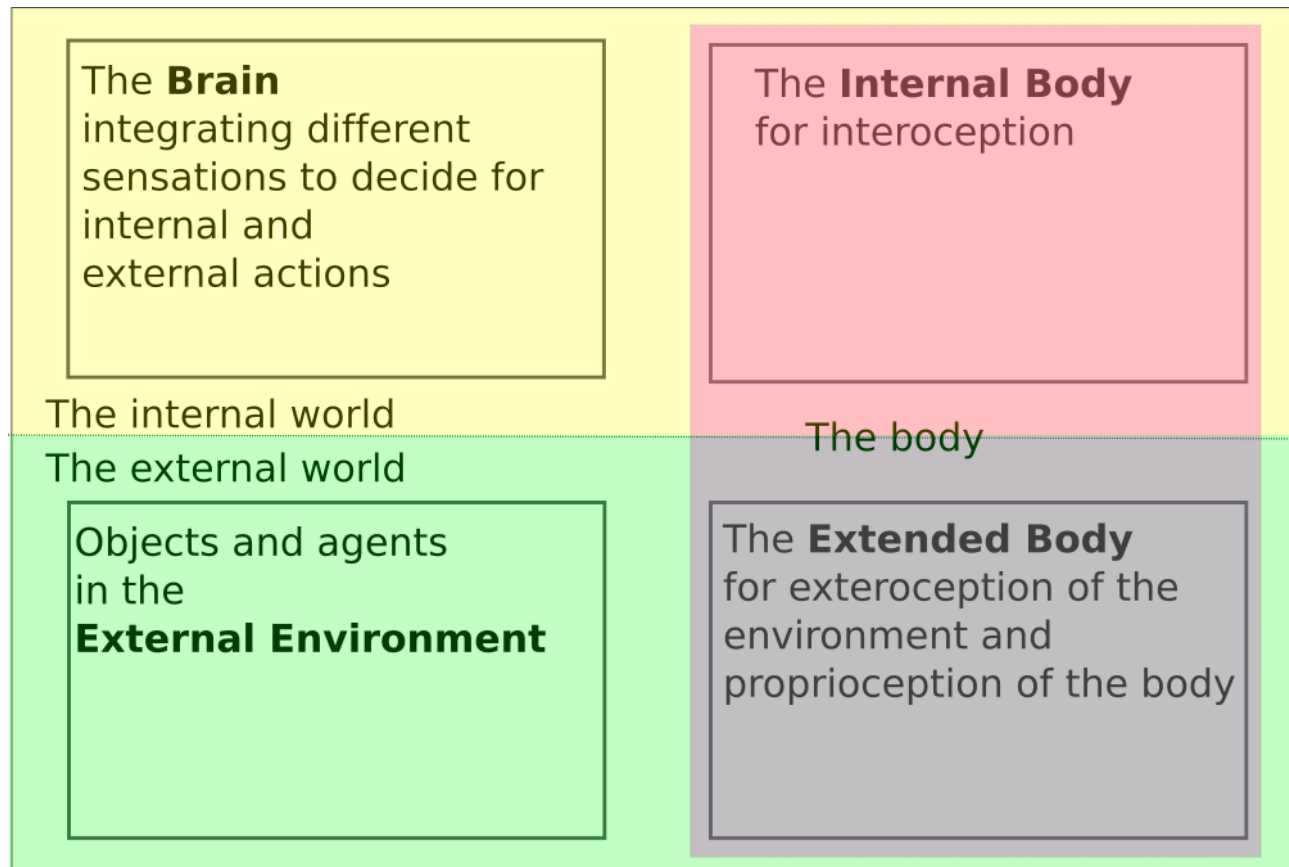 The Brain
integrating different
sensations to decide for
internal and
external actions
The Internal Body
for interoception
The internal world
The external world
The body
Objects and agents
in the
External Environment
The Extended Body
for exteroception of the
environment and
proprioception of the body